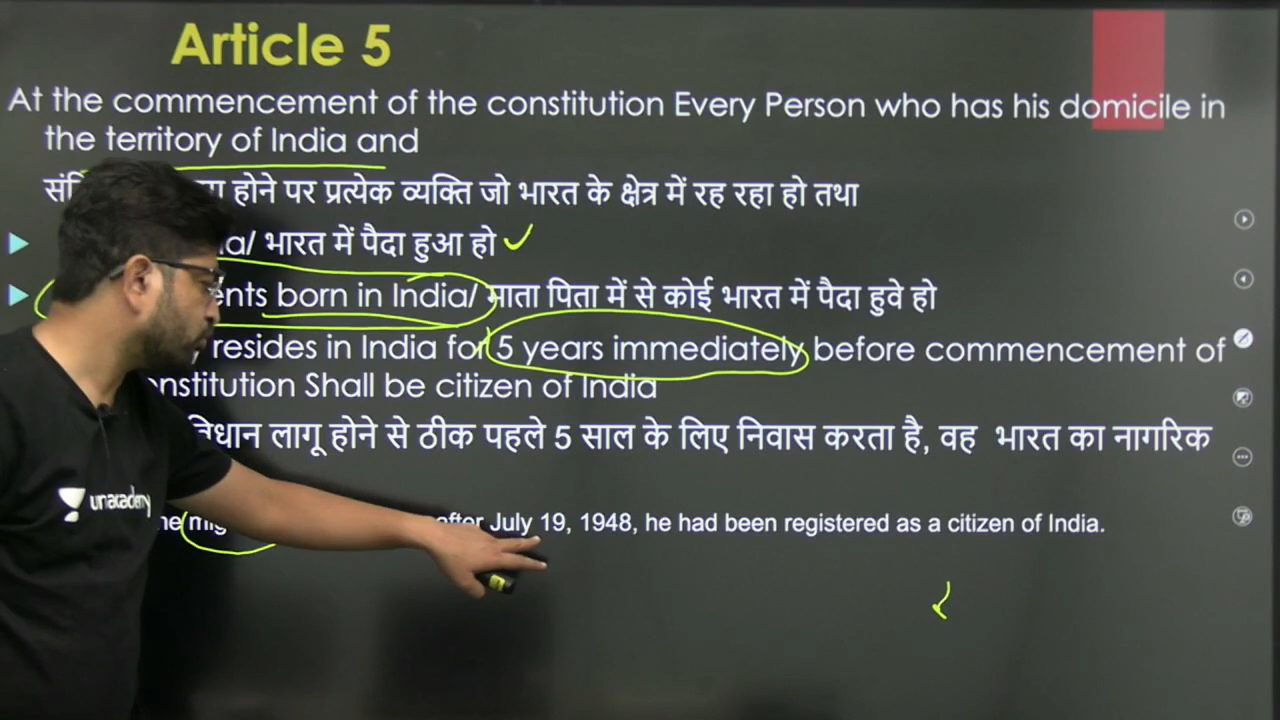 Article 5
At the commencement of the constitution Every Person who has his domicile in
the territory of India and
होने पर प्रत्येक व्यक्ति जो भारत के क्षेत्र में रह रहा हो तथा
भारत में पैदा हुआ हो
born in India/ माता पिता में से कोई भारत में पैदा हुवे हो
resides in India for 5 years immediately before commencement of
Shall be citizen of India
लागू होने से ठीक पहले 5 साल के लिए निवास करता है, वह भारत का नागरिक
after July 19, 1948, he had been registered as a citizen of India.
unacademy